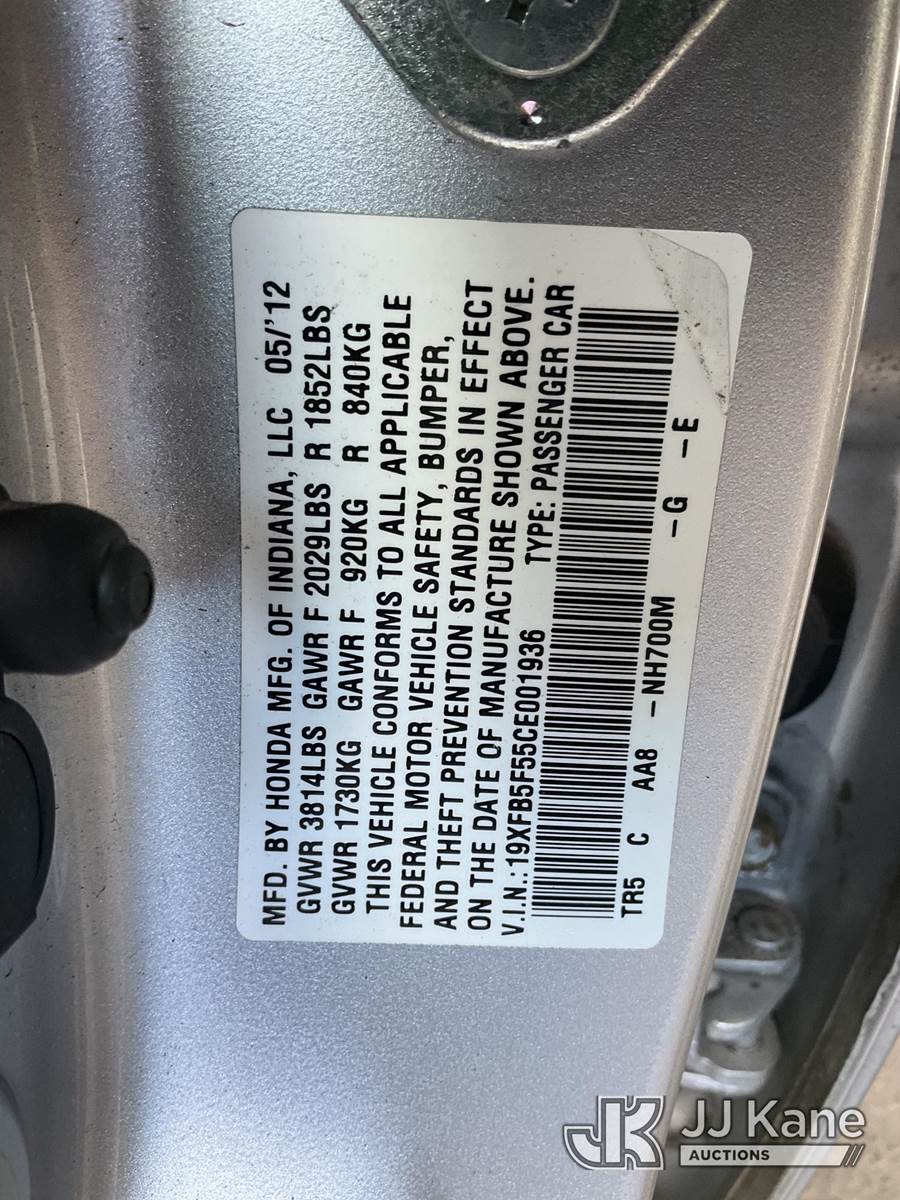 MFD. BY HONDA MFG. OF INDIANA, LLC 05/'12
GVWR 3814LBS GAWR F 2029LBS R 1852LBS
GVWR 1730KG GAWR F 920KG R 840KG
THIS VEHICLE CONFORMS TO ALL APPLICABLE
FEDERAL MOTOR VEHICLE SAFETY, BUMPER,
AND THEFT PREVENTION STANDARDS IN EFFECT
ON THE DATE OF MANUFACTURE SHOWN ABOVE.
V.I.N.: 19XFB5F55CE001936 TYPE: PASSENGER CAR
TR5 C AA8 -NH700M -G -E
JK JJ Kane
AUCTIONS